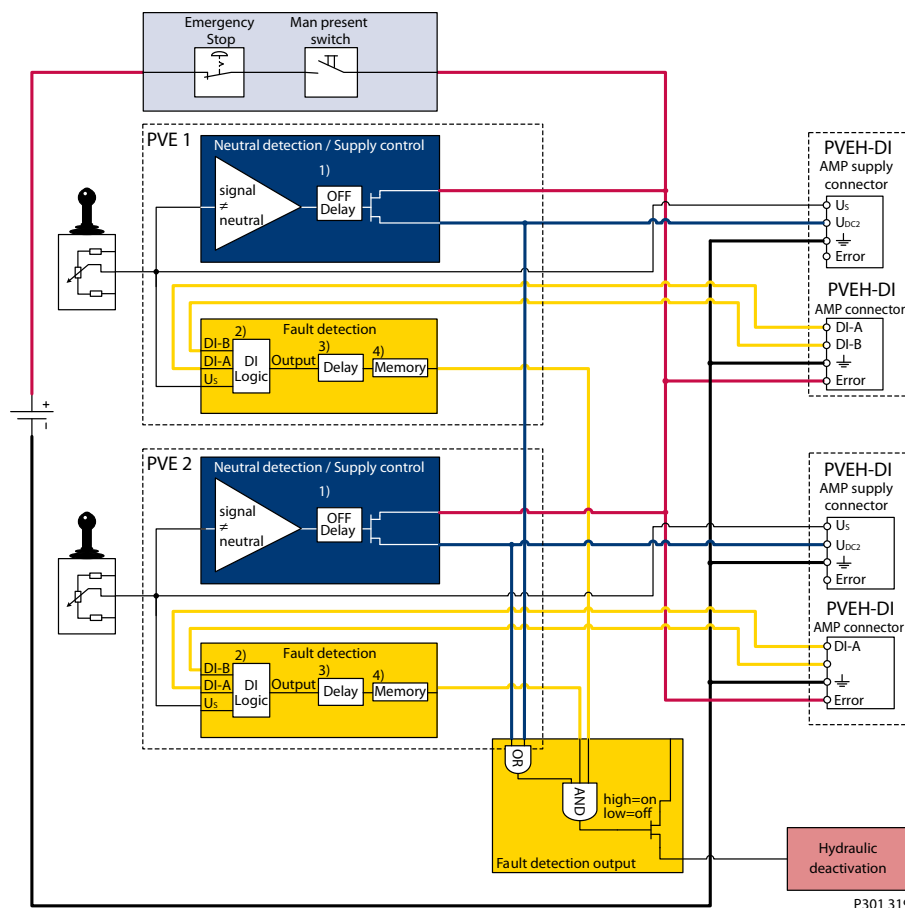 Emergency
Stop
Man present
switch
PVE 1
Neutral detection / Supply control
signal
≠
neutral
1)
OFF
Delay
PVEH-DI
AMP supply
connector
Us
UDC2
Error
PVEH-DI
AMP connector
DI-A
DI-B
Error
Fault detection
DI-B
DI-A
Us
2)
DI
Logic
Output
3)
Delay
4)
Memory
+
−
PVE 2
Neutral detection / Supply control
signal
≠
neutral
1)
OFF
Delay
PVEH-DI
AMP supply
connector
Us
UDC2
Error
PVEH-DI
AMP connector
DI-A
Error
Fault detection
DI-B
DI-A
Us
2)
DI
Logic
Output
3)
Delay
4)
Memory
OR
AND
high=on
low=off
Fault detection output
Hydraulic
deactivation
P301 319